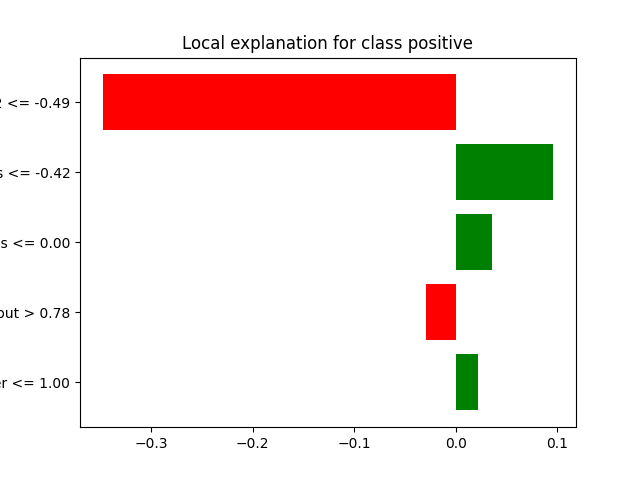 Local explanation for class positive
2 <= -0.49
s <= -0.42
s <= 0.00
out > 0.78
er <= 1.00
−0.3 −0.2 −0.1 0.0 0.1